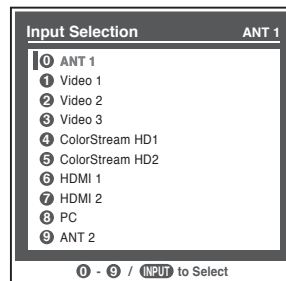 Input Selection ANT 1
0 ANT 1
1 Video 1
2 Video 2
3 Video 3
4 ColorStream HD1
5 ColorStream HD2
6 HDMI 1
7 HDMI 2
8 PC
9 ANT 2
0 - 9 / INPUT to Select